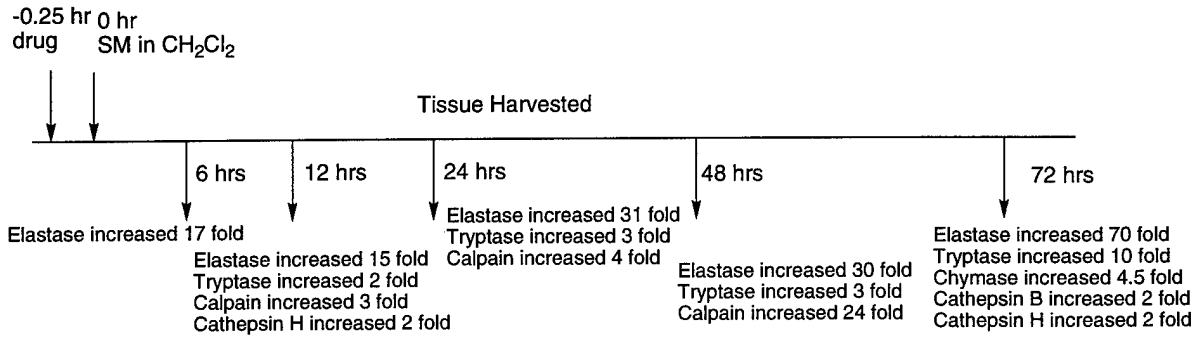 -0.25 hr 0 hr
drug SM in CH₂Cl₂
Tissue Harvested
6 hrs 12 hrs 24 hrs 48 hrs 72 hrs
Elastase increased 17 fold
Elastase increased 15 fold
Tryptase increased 2 fold
Calpain increased 3 fold
Cathepsin H increased 2 fold
Elastase increased 31 fold
Tryptase increased 3 fold
Calpain increased 4 fold
Elastase increased 30 fold
Tryptase increased 3 fold
Calpain increased 24 fold
Elastase increased 70 fold
Tryptase increased 10 fold
Chymase increased 4.5 fold
Cathepsin B increased 2 fold
Cathepsin H increased 2 fold